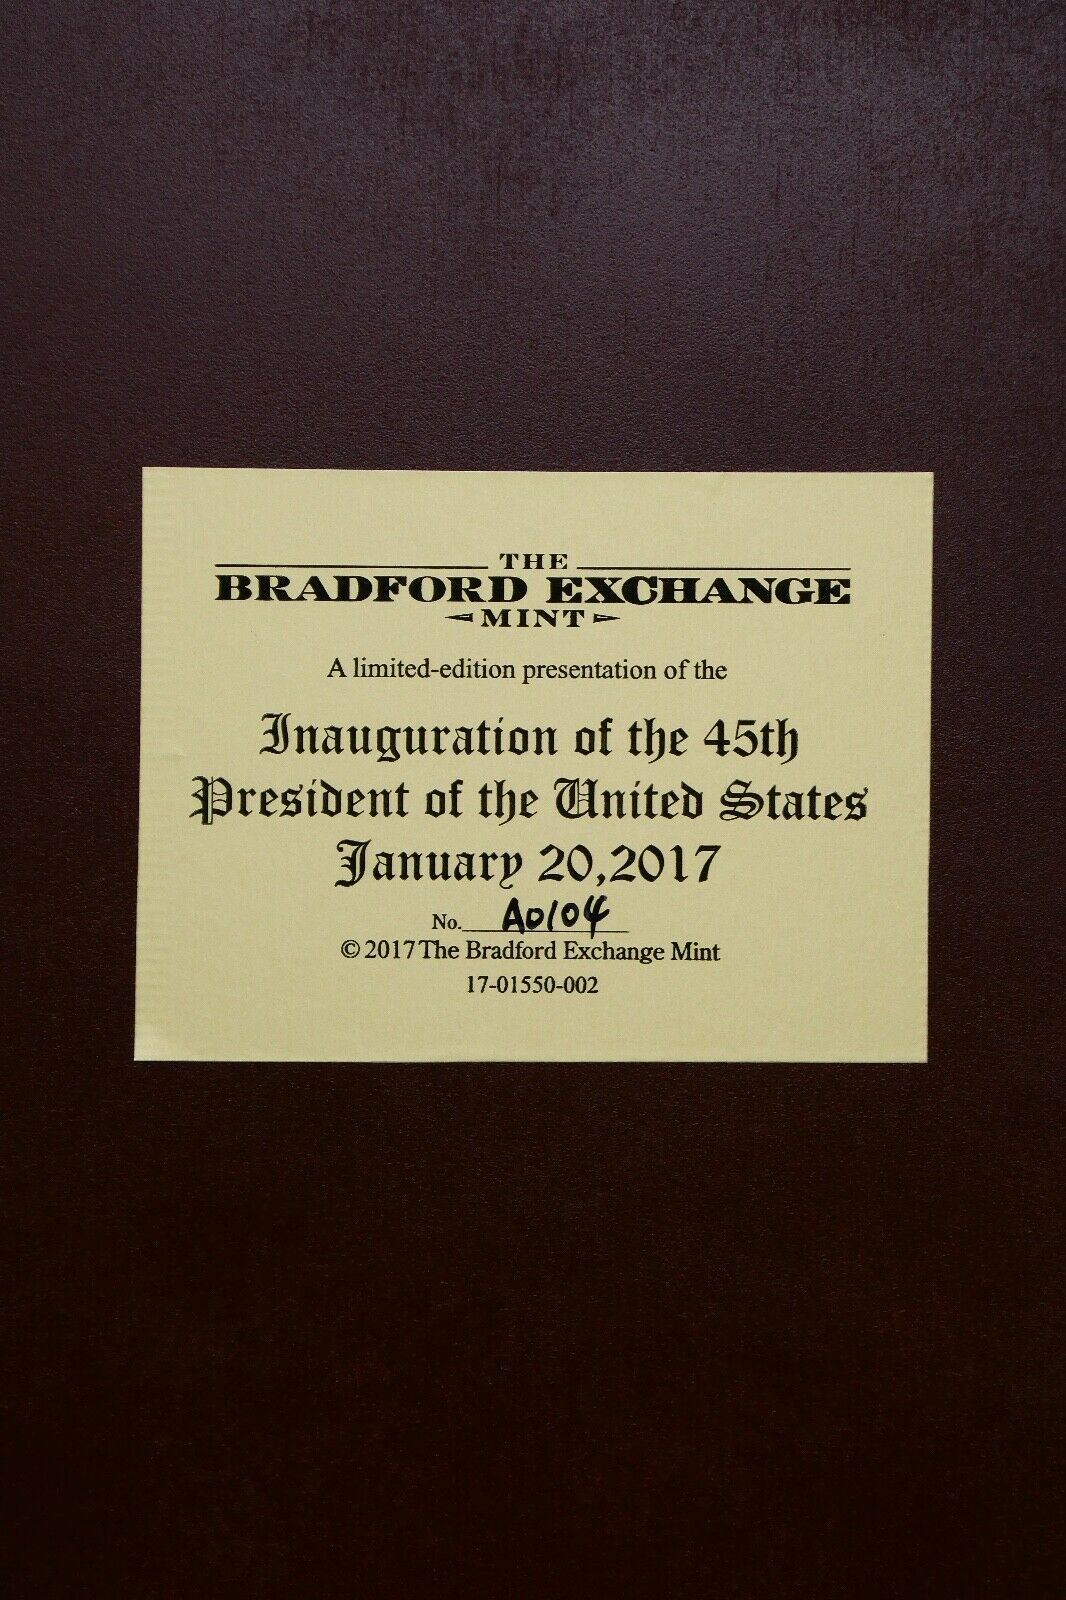 THE
BRADFORD EXCHANGE
MINT
A limited-edition presentation of the
Inauguration of the 45th
President of the United States
January 20,2017
No. A0104
© 2017 The Bradford Exchange Mint
17-01550-002